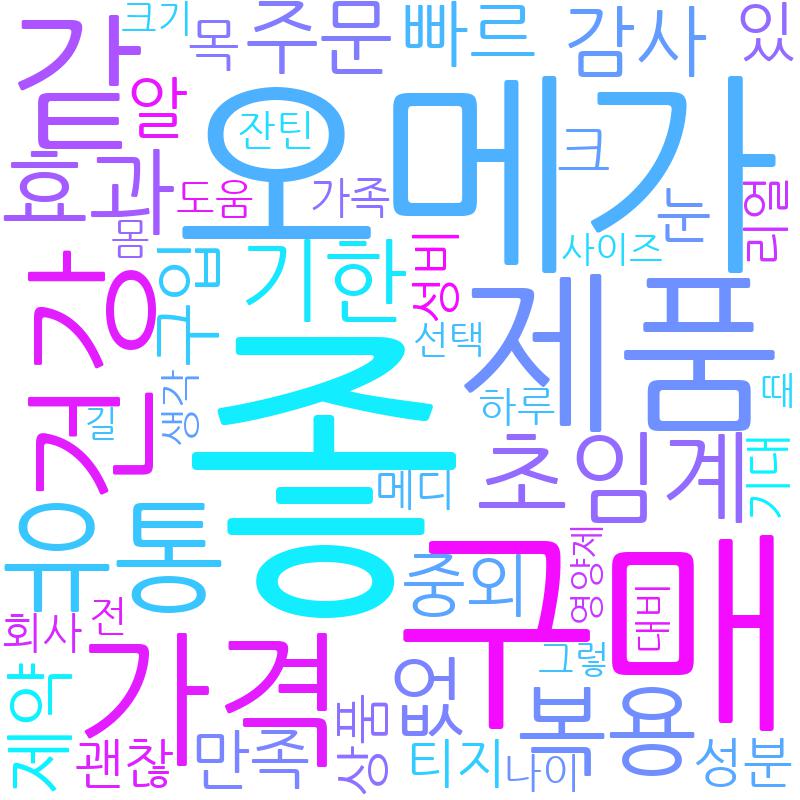 크기
목
주문
빠르
감사
있
같
알
오메가
잔틴
크
효과
도움
가족
눈
리얼
몸
구입
기한
성비
사이즈
건강
좋
선택
제품
생각
길
하루
때
메디
초임계
기대
유통
중외
구매
영양제
대비
회사
전
가격
그렇
제약
괜찮
만족
상품
없
티지
나이
복용
성분